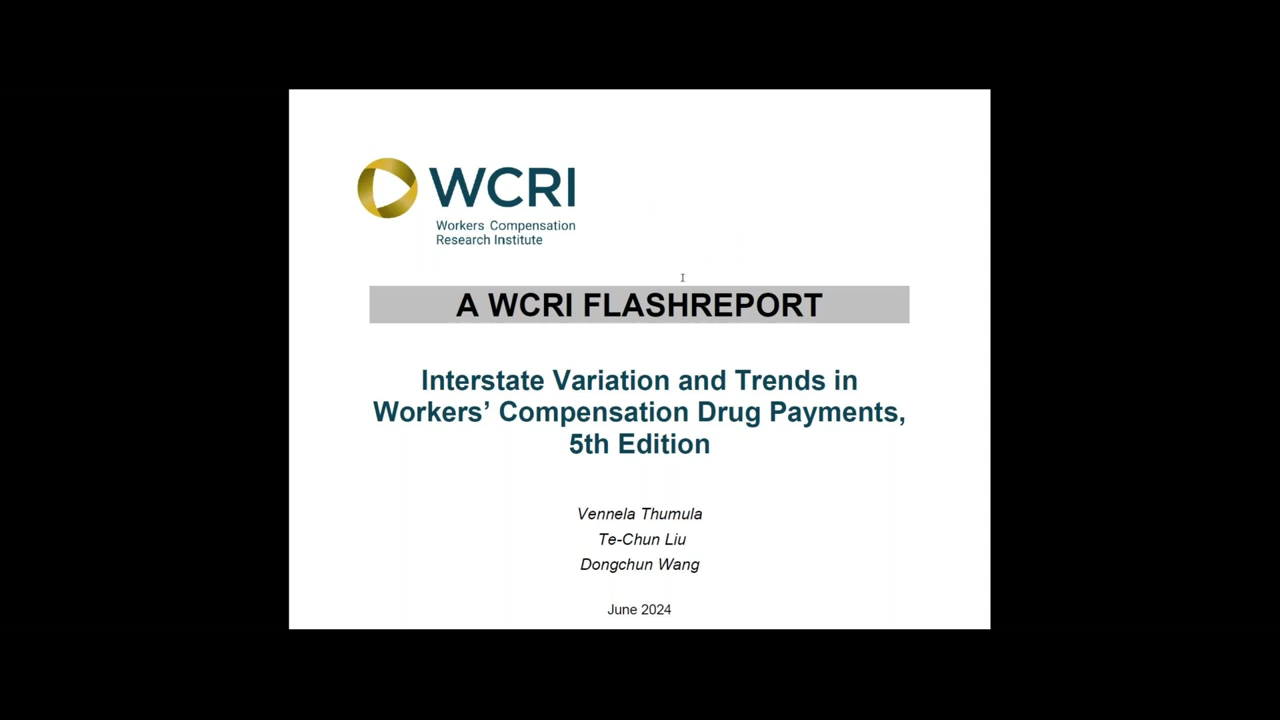 WCRI
Workers Compensation
Research Institute
A WCRI FLASHREPORT
Interstate Variation and Trends in
Workers’ Compensation Drug Payments,
5th Edition
Vennela Thumula
Te-Chun Liu
Dongchun Wang
June 2024